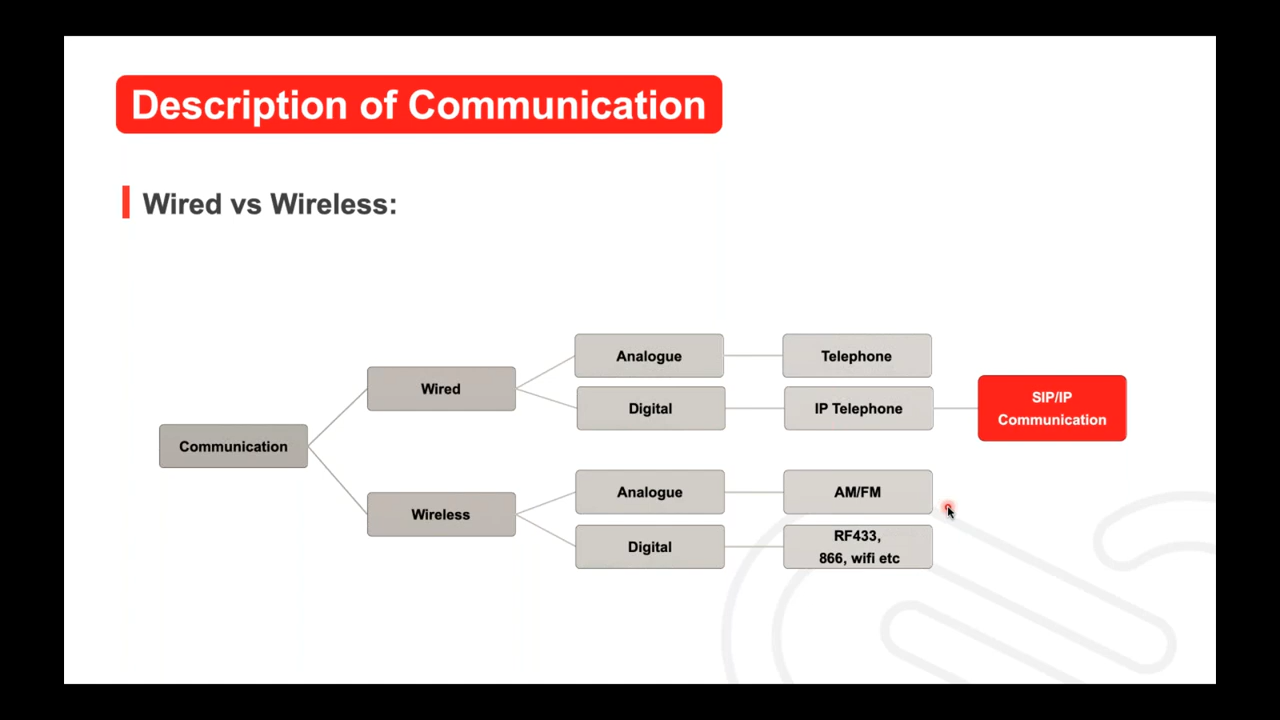 Description of Communication
Wired vs Wireless:
Communication
Wired
Wireless
Analogue
Telephone
Digital
IP Telephone
SIP/IP
Communication
Analogue
AM/FM
Digital
RF433,
866, wifi etc